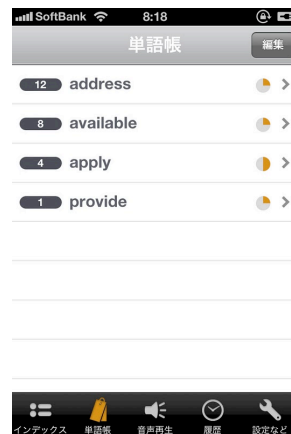 SoftBank 8:18
単語帳 編集
12 address
8 available
4 apply
1 provide
インデックス 単語帳 音声再生 履歴 設定など